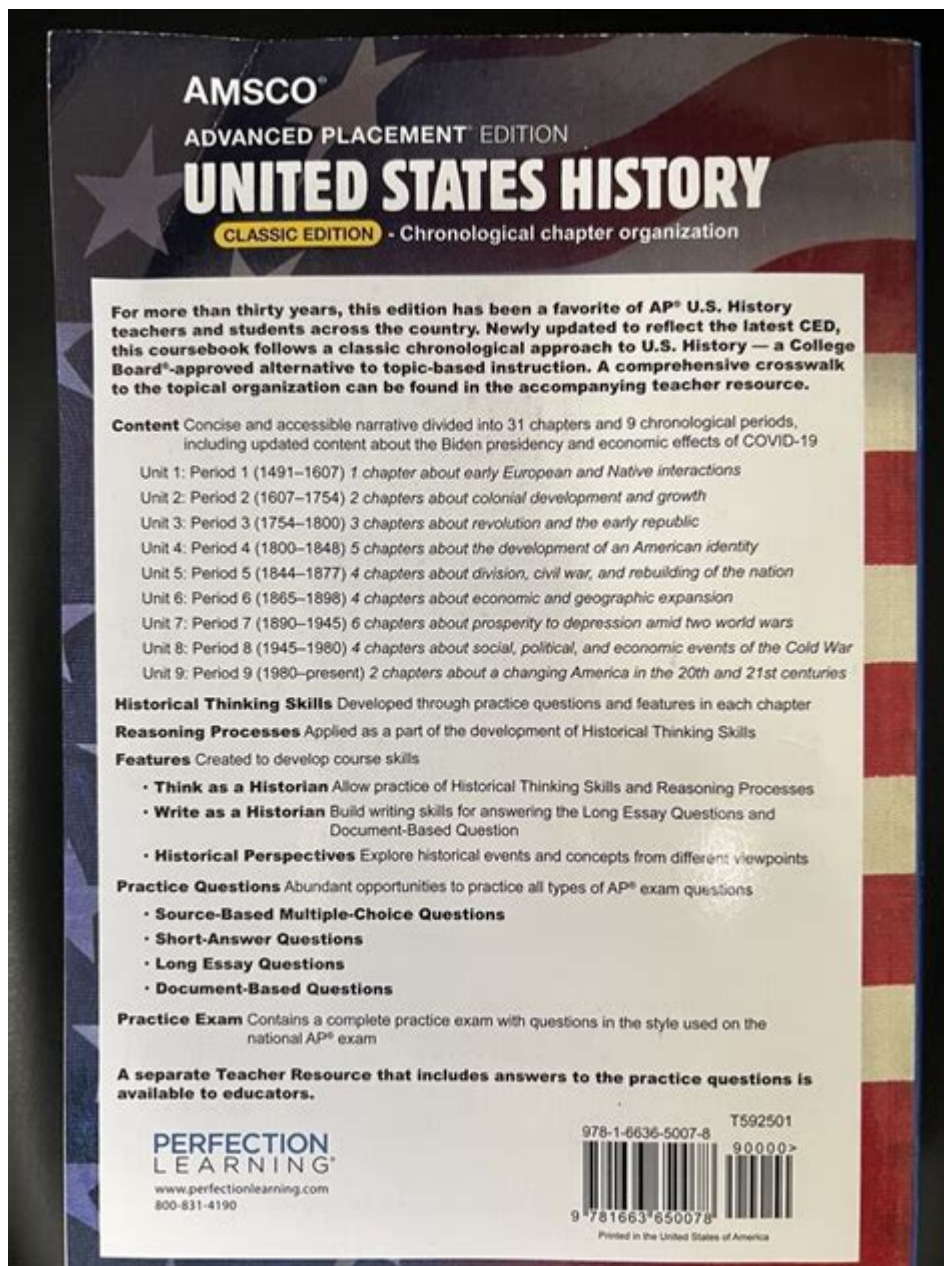 AMSCO®
ADVANCED PLACEMENT® EDITION
UNITED STATES HISTORY
CLASSIC EDITION - Chronological chapter organization
For more than thirty years, this edition has been a favorite of AP® U.S. History
teachers and students across the country. Newly updated to reflect the latest CED,
this coursebook follows a classic chronological approach to U.S. History — a College
Board®-approved alternative to topic-based instruction. A comprehensive crosswalk
to the topical organization can be found in the accompanying teacher resource.
Content Concise and accessible narrative divided into 31 chapters and 9 chronological periods,
including updated content about the Biden presidency and economic effects of COVID-19
Unit 1: Period 1 (1491–1607) 1 chapter about early European and Native interactions
Unit 2: Period 2 (1607–1754) 2 chapters about colonial development and growth
Unit 3: Period 3 (1754–1800) 3 chapters about revolution and the early republic
Unit 4: Period 4 (1800–1848) 5 chapters about the development of an American identity
Unit 5: Period 5 (1844–1877) 4 chapters about division, civil war, and rebuilding of the nation
Unit 6: Period 6 (1865–1898) 4 chapters about economic and geographic expansion
Unit 7: Period 7 (1890–1945) 6 chapters about prosperity to depression amid two world wars
Unit 8: Period 8 (1945–1980) 4 chapters about social, political, and economic events of the Cold War
Unit 9: Period 9 (1980–present) 2 chapters about a changing America in the 20th and 21st centuries
Historical Thinking Skills Developed through practice questions and features in each chapter
Reasoning Processes Applied as a part of the development of Historical Thinking Skills
Features Created to develop course skills
· Think as a Historian Allow practice of Historical Thinking Skills and Reasoning Processes
· Write as a Historian Build writing skills for answering the Long Essay Questions and
Document-Based Question
· Historical Perspectives Explore historical events and concepts from different viewpoints
Practice Questions Abundant opportunities to practice all types of AP® exam questions
· Source-Based Multiple-Choice Questions
· Short-Answer Questions
· Long Essay Questions
· Document-Based Questions
Practice Exam Contains a complete practice exam with questions in the style used on the
national AP® exam
A separate Teacher Resource that includes answers to the practice questions is
available to educators.
PERFECTION
LEARNING®
www.perfectionlearning.com
800-831-4190
T592501
978-1-6636-5007-8
90000>
9 781663 650078
Printed in the United States of America